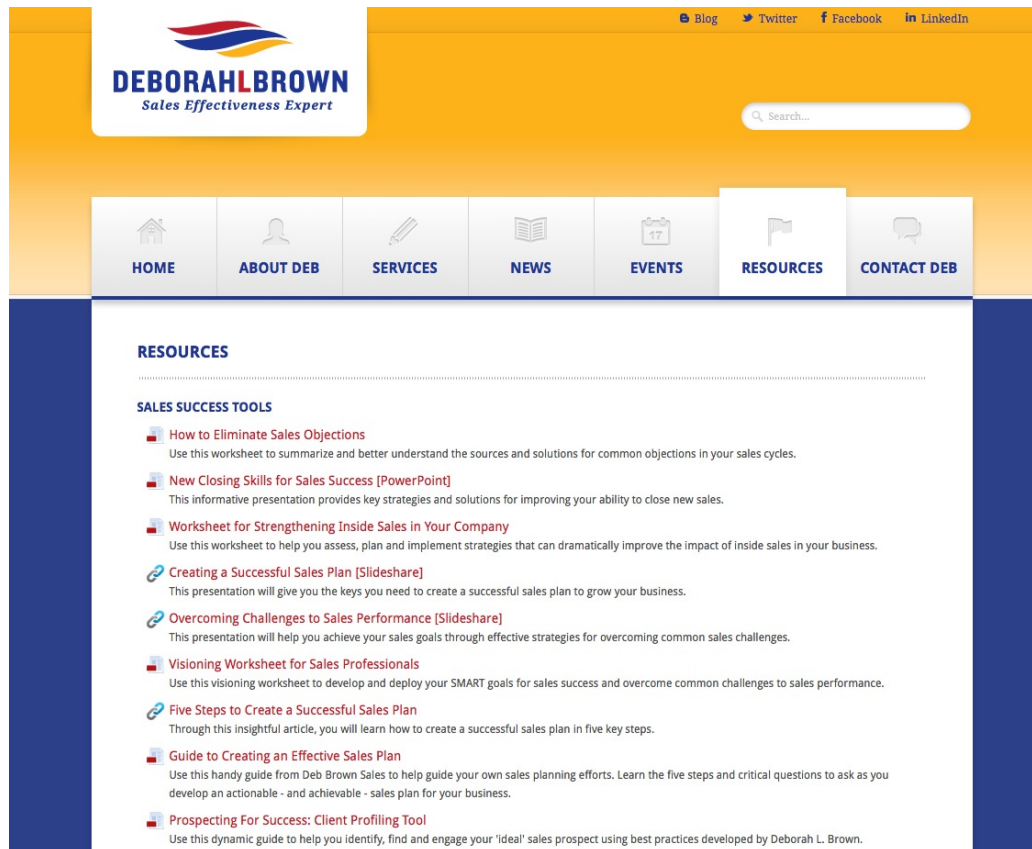 Blog Twitter Facebook LinkedIn
DEBORAHLBROWN
Sales Effectiveness Expert
Search...
17
HOME ABOUT DEB SERVICES NEWS EVENTS RESOURCES CONTACT DEB
RESOURCES
SALES SUCCESS TOOLS
How to Eliminate Sales Objections
Use this worksheet to summarize and better understand the sources and solutions for common objections in your sales cycles.
New Closing Skills for Sales Success [PowerPoint]
This informative presentation provides key strategies and solutions for improving your ability to close new sales.
Worksheet for Strengthening Inside Sales in Your Company
Use this worksheet to help you assess, plan and implement strategies that can dramatically improve the impact of inside sales in your business.
Creating a Successful Sales Plan [Slideshare]
This presentation will give you the keys you need to create a successful sales plan to grow your business.
Overcoming Challenges to Sales Performance [Slideshare]
This presentation will help you achieve your sales goals through effective strategies for overcoming common sales challenges.
Visioning Worksheet for Sales Professionals
Use this visioning worksheet to develop and deploy your SMART goals for sales success and overcome common challenges to sales performance.
Five Steps to Create a Successful Sales Plan
Through this insightful article, you will learn how to create a successful sales plan in five key steps.
Guide to Creating an Effective Sales Plan
Use this handy guide from Deb Brown Sales to help guide your own sales planning efforts. Learn the five steps and critical questions to ask as you
develop an actionable - and achievable - sales plan for your business.
Prospecting For Success: Client Profiling Tool
Use this dynamic guide to help you identify, find and engage your 'ideal' sales prospect using best practices developed by Deborah L. Brown.